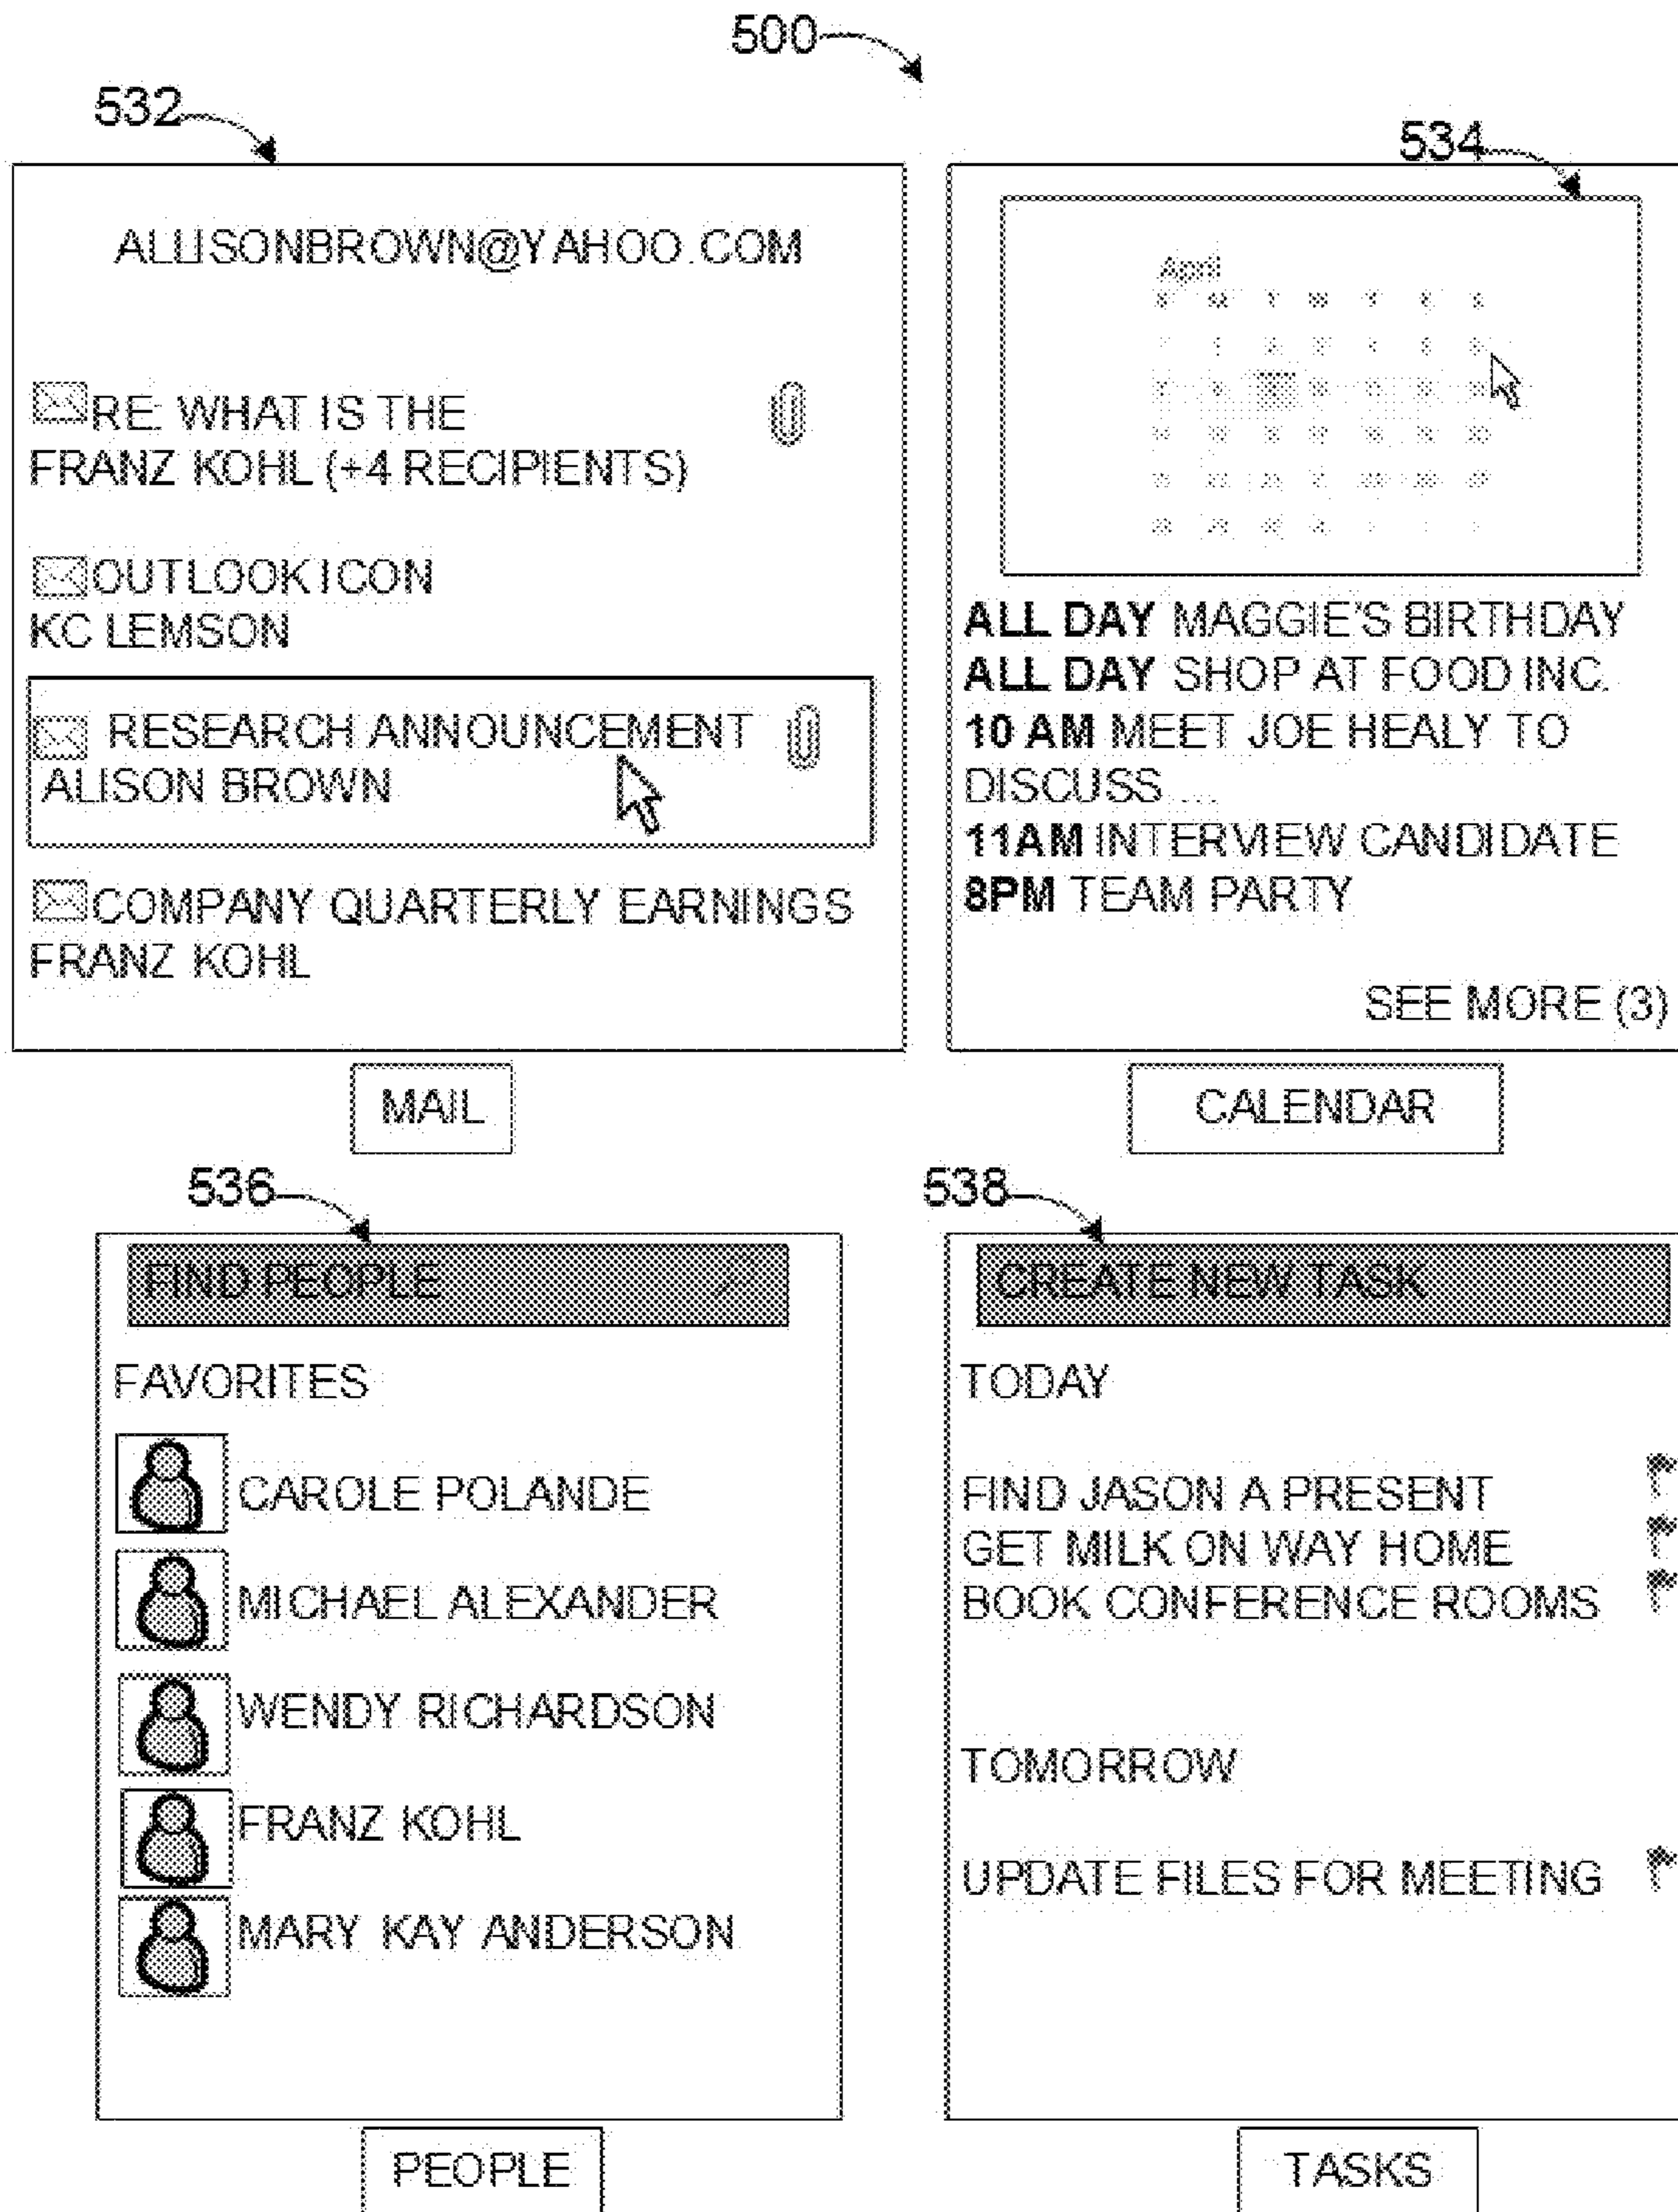 500
532
534
ALLISONBROWN@YAHOO.COM
RE: WHAT IS THE
FRANZ KOHL (+4 RECIPIENTS)
OUTLOOK ICON
KC LEMSON
RESEARCH ANNOUNCEMENT
ALISON BROWN
COMPANY QUARTERLY EARNINGS
FRANZ KOHL
April
ALL DAY MAGGIE'S BIRTHDAY
ALL DAY SHOP AT FOOD INC.
10 AM MEET JOE HEALY TO
DISCUSS ...
11AM INTERVIEW CANDIDATE
8PM TEAM PARTY
SEE MORE (3)
MAIL
CALENDAR
536
538
FIND PEOPLE
FAVORITES
CAROLE POLANDE
MICHAEL ALEXANDER
WENDY RICHARDSON
FRANZ KOHL
MARY KAY ANDERSON
CREATE NEW TASK
TODAY
FIND JASON A PRESENT
GET MILK ON WAY HOME
BOOK CONFERENCE ROOMS
TOMORROW
UPDATE FILES FOR MEETING
PEOPLE
TASKS